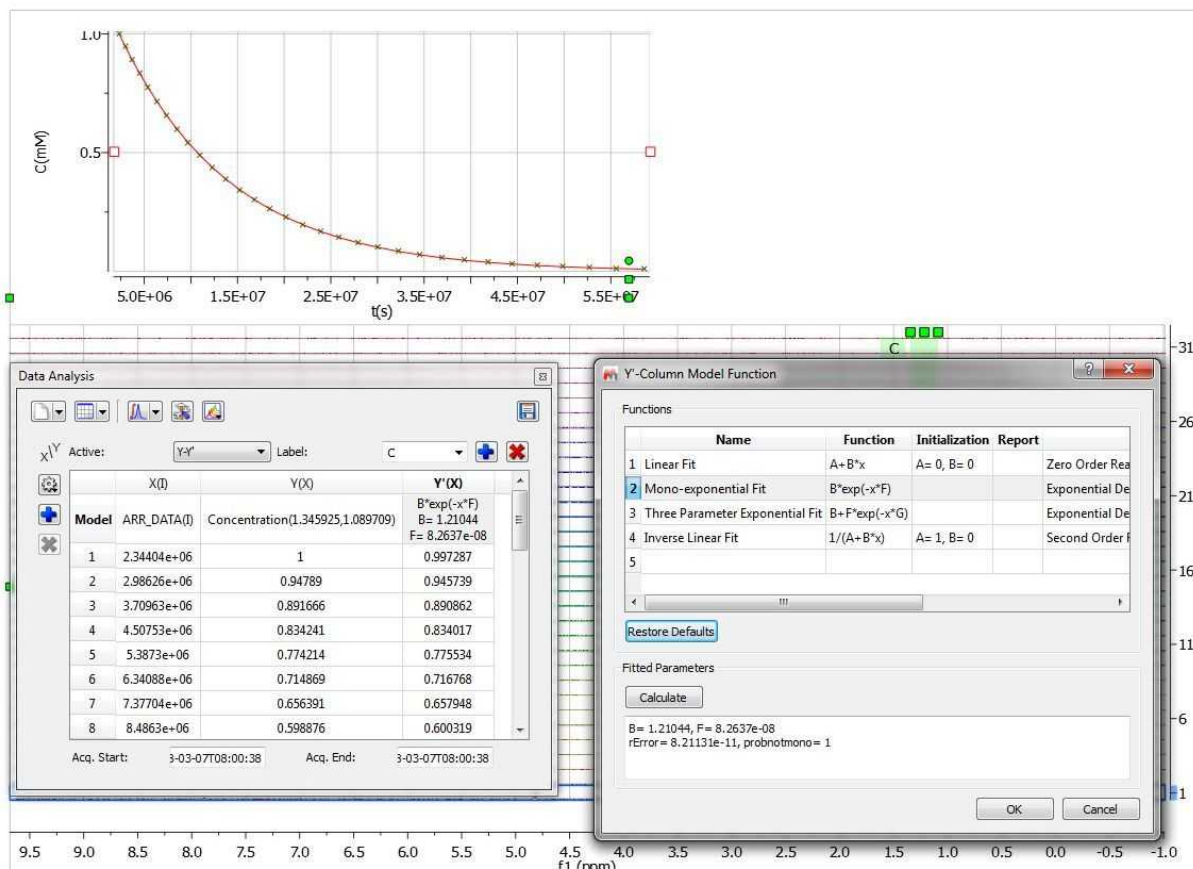 1.0
0.5
C(mM)
5.0E+06 1.5E+07 2.5E+07 3.5E+07 4.5E+07 5.5E+07
t(s)
C
31
26
21
16
11
6
1
Data Analysis
Active: Y-Y' Label: C
X(I) Y(X) Y'(X)
Model ARR_DATA(I) Concentration(1.345925,1.089709) B*exp(-x*F)
B= 1.21044
F= 8.2637e-08
1 2.34404e+06 1 0.997287
2 2.98626e+06 0.94789 0.945739
3 3.70963e+06 0.891666 0.890862
4 4.50753e+06 0.834241 0.834017
5 5.3873e+06 0.774214 0.775534
6 6.34088e+06 0.714869 0.716768
7 7.37704e+06 0.656391 0.657948
8 8.4863e+06 0.598876 0.600319
Acq. Start: 3-03-07T08:00:38 Acq. End: 3-03-07T08:00:38
Y'-Column Model Function
Functions
Name Function Initialization Report
1 Linear Fit A+B*x A= 0, B= 0 Zero Order Rea
2 Mono-exponential Fit B*exp(-x*F) Exponential De
3 Three Parameter Exponential Fit B+F*exp(-x*G) Exponential De
4 Inverse Linear Fit 1/(A+B*x) A= 1, B= 0 Second Order F
5
Restore Defaults
Fitted Parameters
Calculate
B= 1.21044, F= 8.2637e-08
rError= 8.21131e-11, probnotmono= 1
OK Cancel
9.5 9.0 8.5 8.0 7.5 7.0 6.5 6.0 5.5 5.0 4.5 4.0 3.5 3.0 2.5 2.0 1.5 1.0 0.5 0.0 -0.5 -1.0
f1 (ppm)